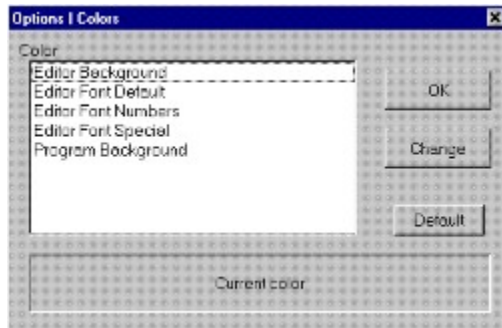 Options | Colors
Color
Editor Background
Editor Font Default
Editor Font Numbers
Editor Font Special
Program Background
OK
Change
Default
Current color